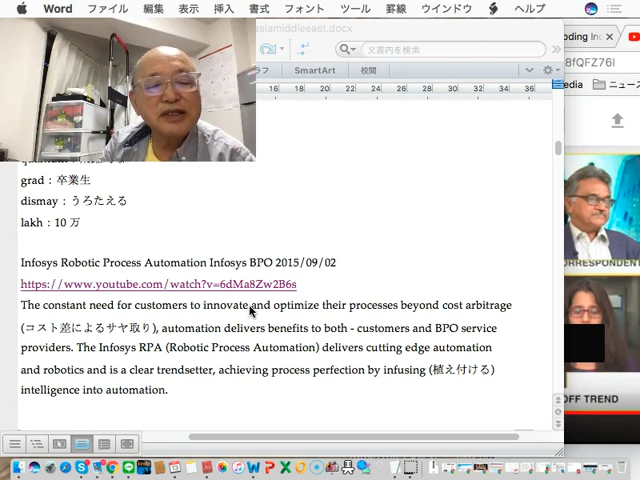 Word ファイル 編集 表示 挿入 書式 フォント ツール 罫線 ウインドウ ヘルプ
asiamiddleeast.docx
oding In
文書内を検索
8fQFZ76I
ラフ SmartArt 校閲
edia ニュース
16 18 20 22 24 26 28 30 32 34 36
grad : 卒業生
dismay : うろたえる
lakh : 10 万
Infosys Robotic Process Automation Infosys BPO 2015/09/02
ORRESPONDENT
https://www.youtube.com/watch?v=6dMa8Zw2B6s
The constant need for customers to innovate and optimize their processes beyond cost arbitrage
(コスト差によるサヤ取り), automation delivers benefits to both - customers and BPO service
providers. The Infosys RPA (Robotic Process Automation) delivers cutting edge automation
and robotics and is a clear trendsetter, achieving process perfection by infusing (植え付ける)
intelligence into automation.
OFF TREND